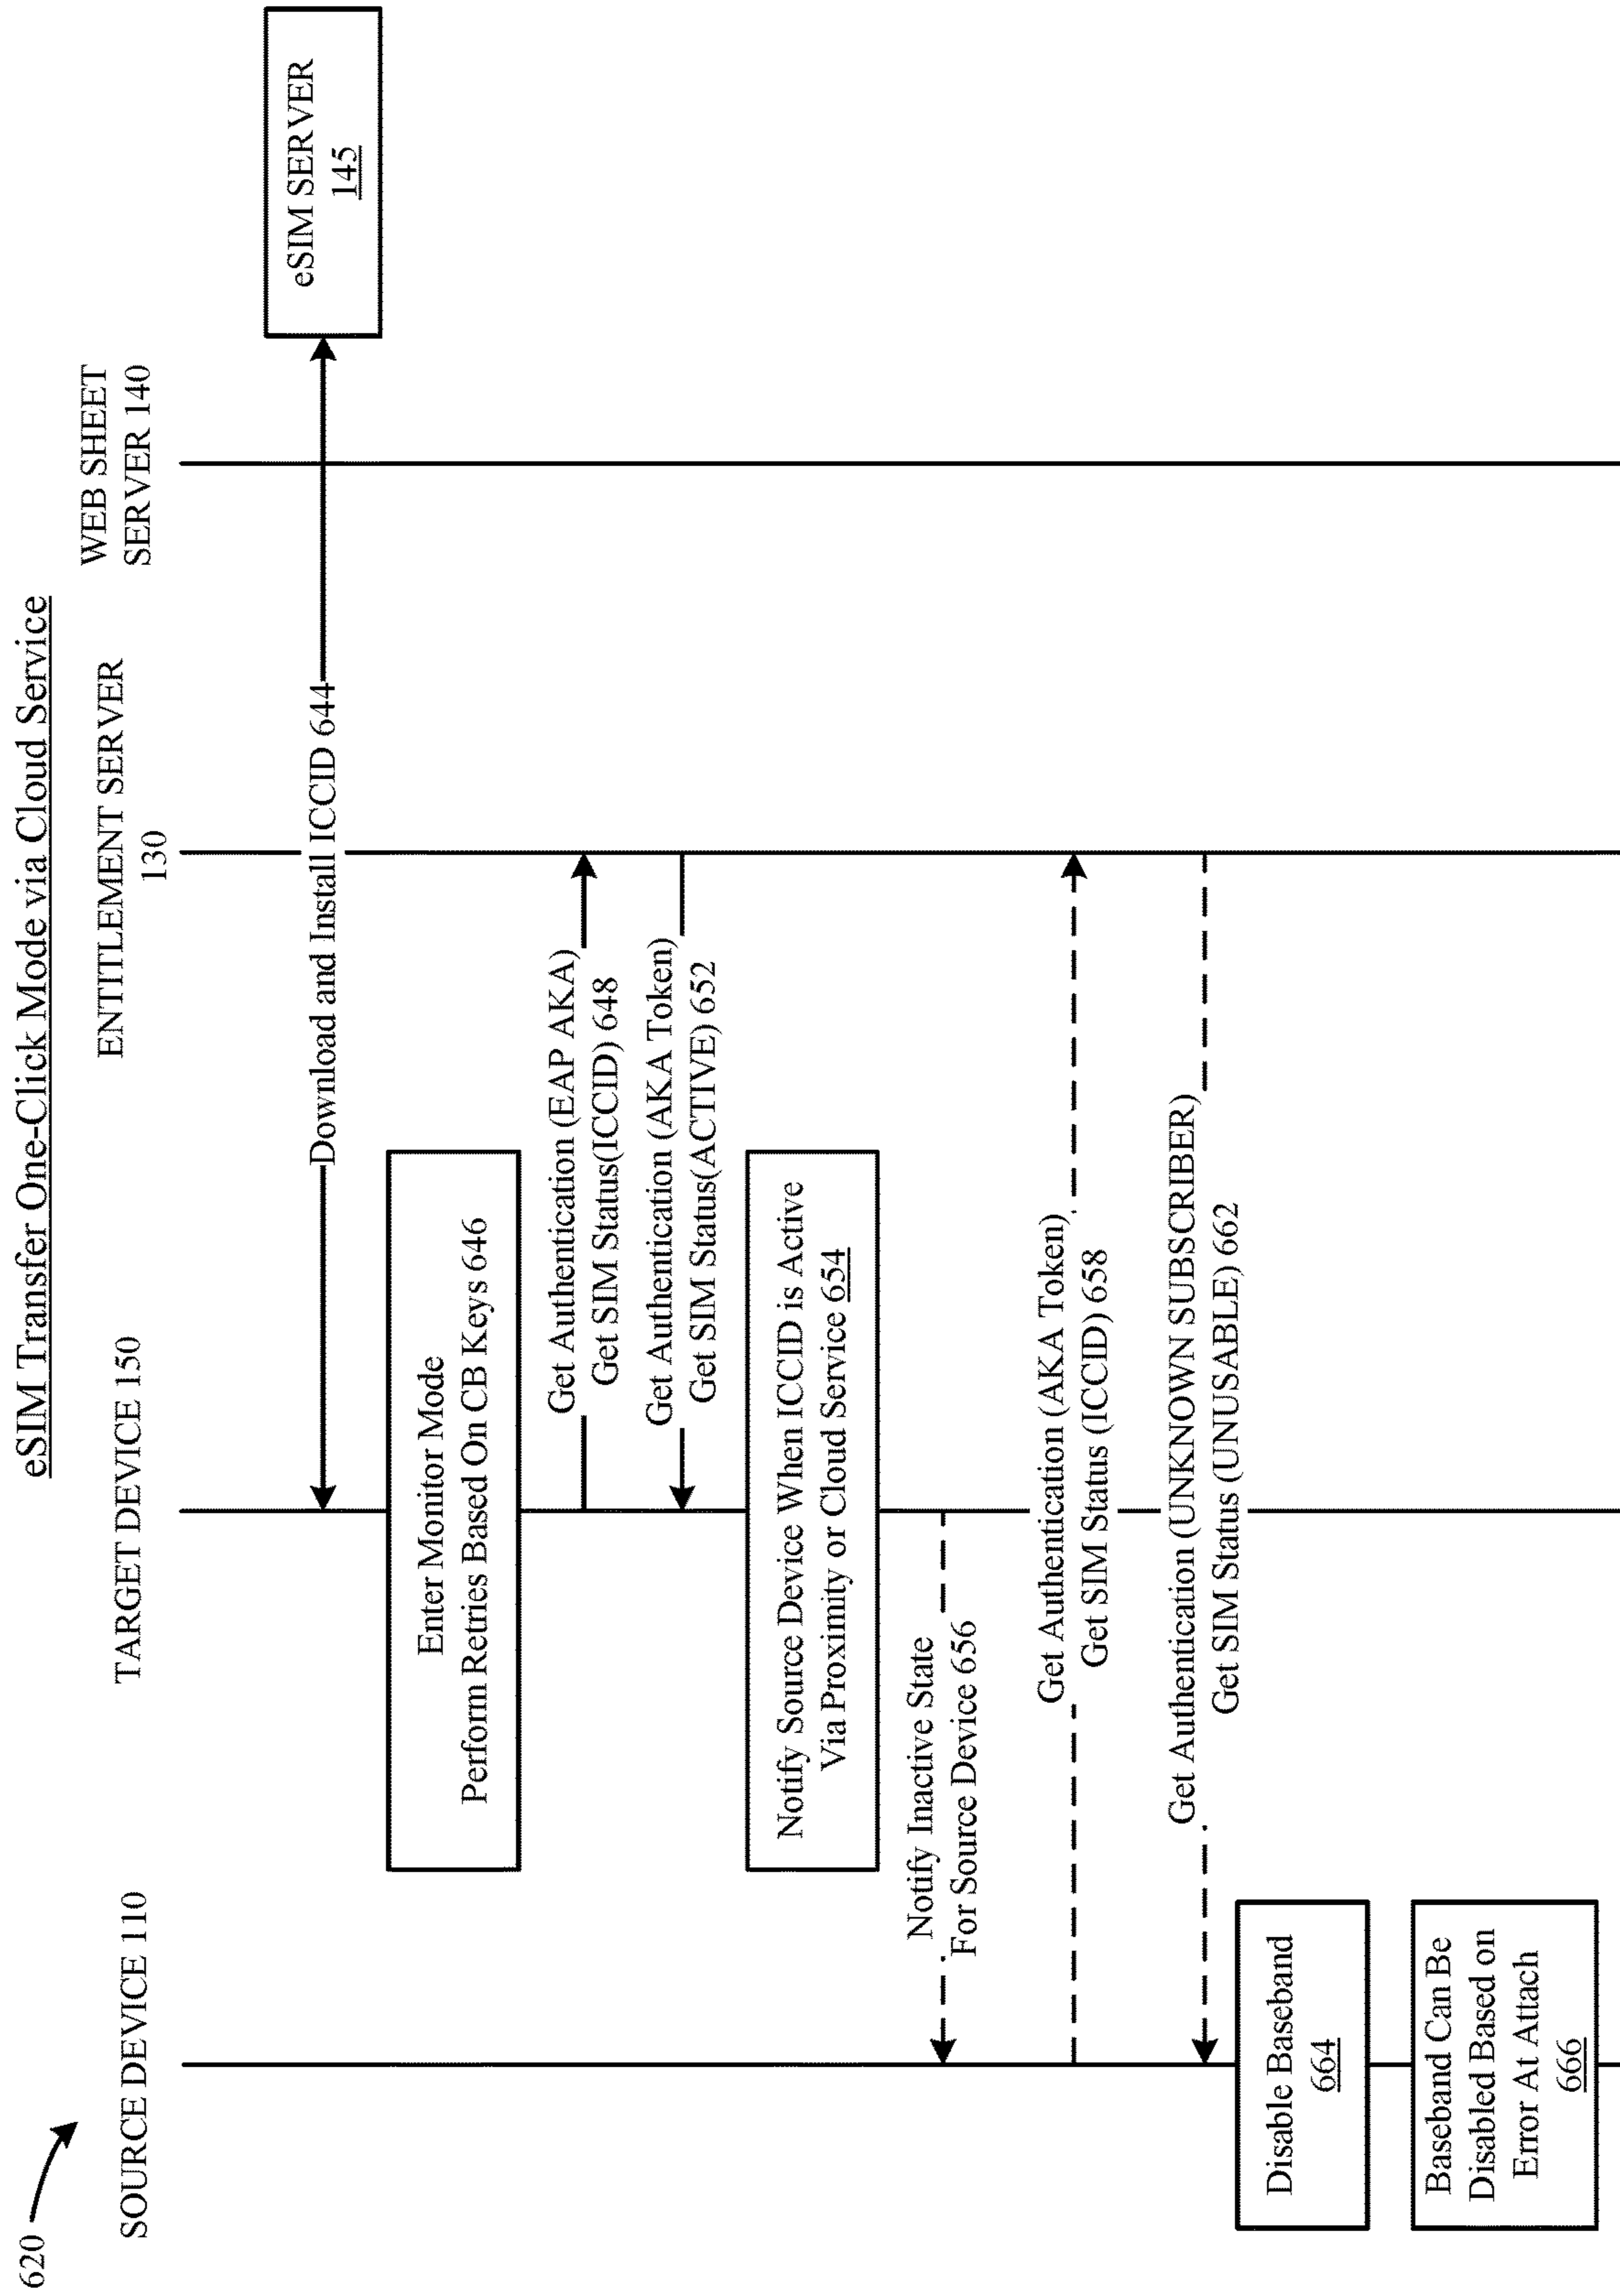 620
eSIM Transfer One-Click Mode via Cloud Service
SOURCE DEVICE 110
TARGET DEVICE 150
ENTITLEMENT SERVER
130
WEB SHEET
SERVER 140
eSIM SERVER
145
Download and Install ICCID 644
Enter Monitor Mode
Perform Retries Based On CB Keys 646
Get Authentication (EAP AKA)
Get SIM Status(ICCID) 648
Get Authentication (AKA Token)
Get SIM Status(ACTIVE) 652
Notify Source Device When ICCID is Active
Via Proximity or Cloud Service 654
Notify Inactive State
For Source Device 656
Get Authentication (AKA Token)
Get SIM Status (ICCID) 658
Get Authentication (UNKNOWN SUBSCRIBER)
Get SIM Status (UNUSABLE) 662
Disable Baseband
664
Baseband Can Be
Disabled Based on
Error At Attach
666